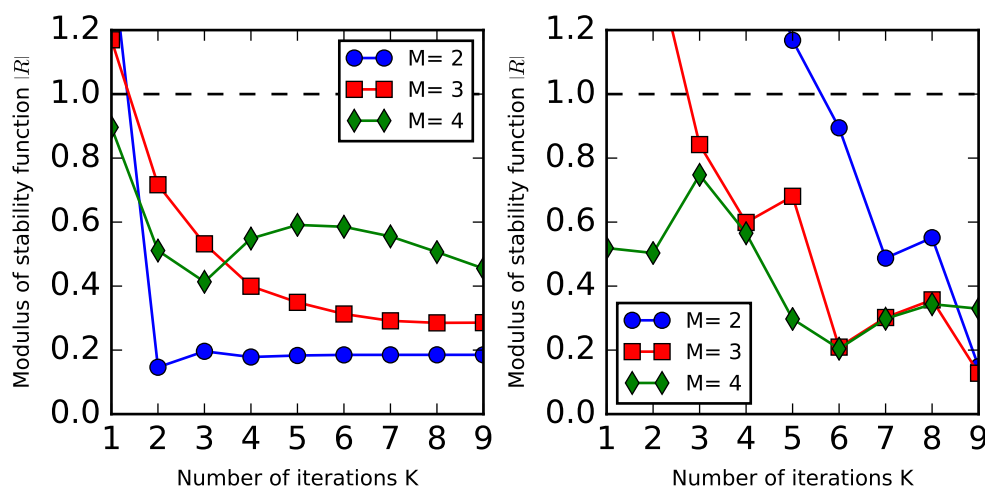 Modulus of stability function |R|
1.2
1.0
0.8
0.6
0.4
0.2
0.0
M= 2
M= 3
M= 4
1 2 3 4 5 6 7 8 9
Number of iterations K
Modulus of stability function |R|
1.2
1.0
0.8
0.6
0.4
0.2
0.0
M= 2
M= 3
M= 4
1 2 3 4 5 6 7 8 9
Number of iterations K